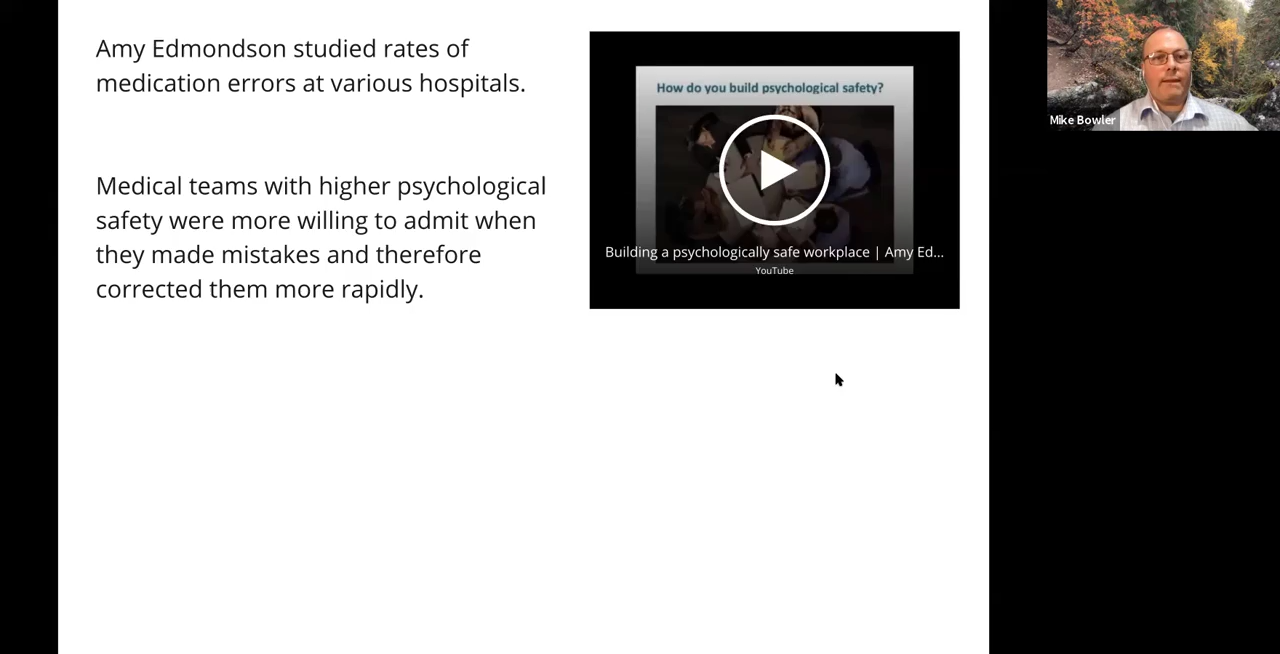 Amy Edmondson studied rates of
medication errors at various hospitals.
Medical teams with higher psychological
safety were more willing to admit when
they made mistakes and therefore
corrected them more rapidly.
How do you build psychological safety?
Building a psychologically safe workplace | Amy Ed...
YouTube
Mike Bowler